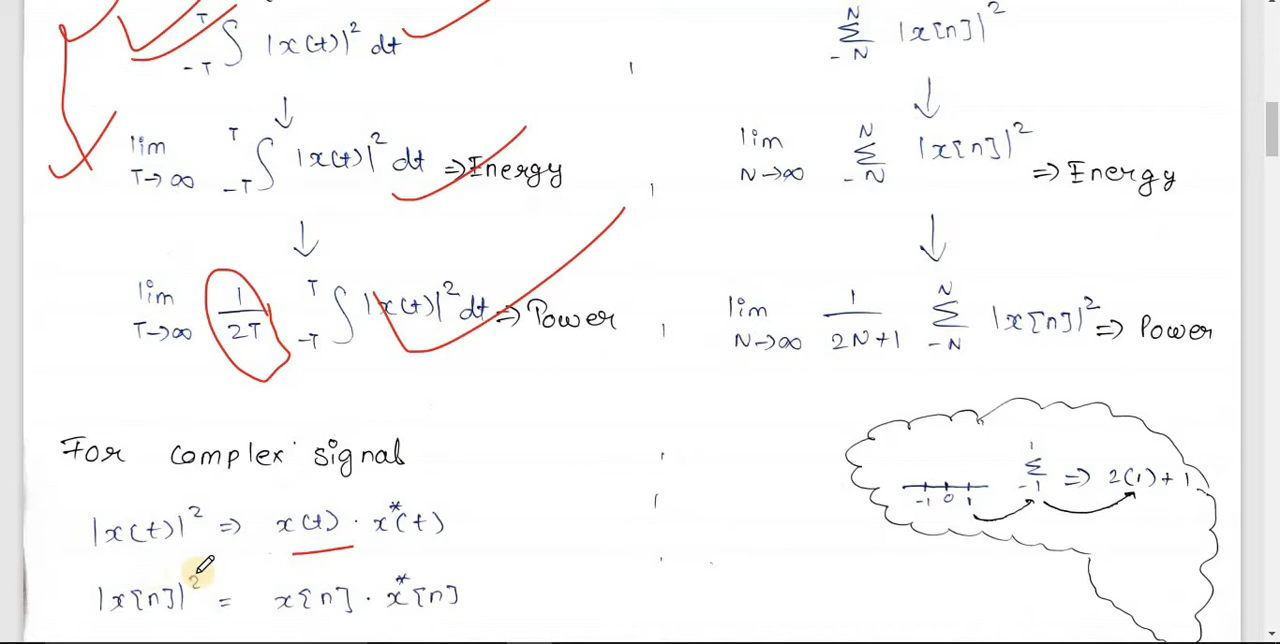 T
∫ |x(t)|² dt
-T
N
Σ |x[n]|²
-N
↓
↓
lim T→∞ T ∫ -T |x(t)|² dt ⇒ Energy
lim N→∞ N Σ -N |x[n]|² ⇒ Energy
↓
↓
lim T→∞ 1/2T T ∫ -T |x(t)|² dt ⇒ Power
lim N→∞ 1/2N+1 N Σ -N |x[n]|² ⇒ Power
For complex signal
|x(t)|² ⇒ x(t) · x*(t)
|x[n]|² = x[n] · x*[n]
-1 0 1
1 Σ -1 ⇒ 2(1) + 1